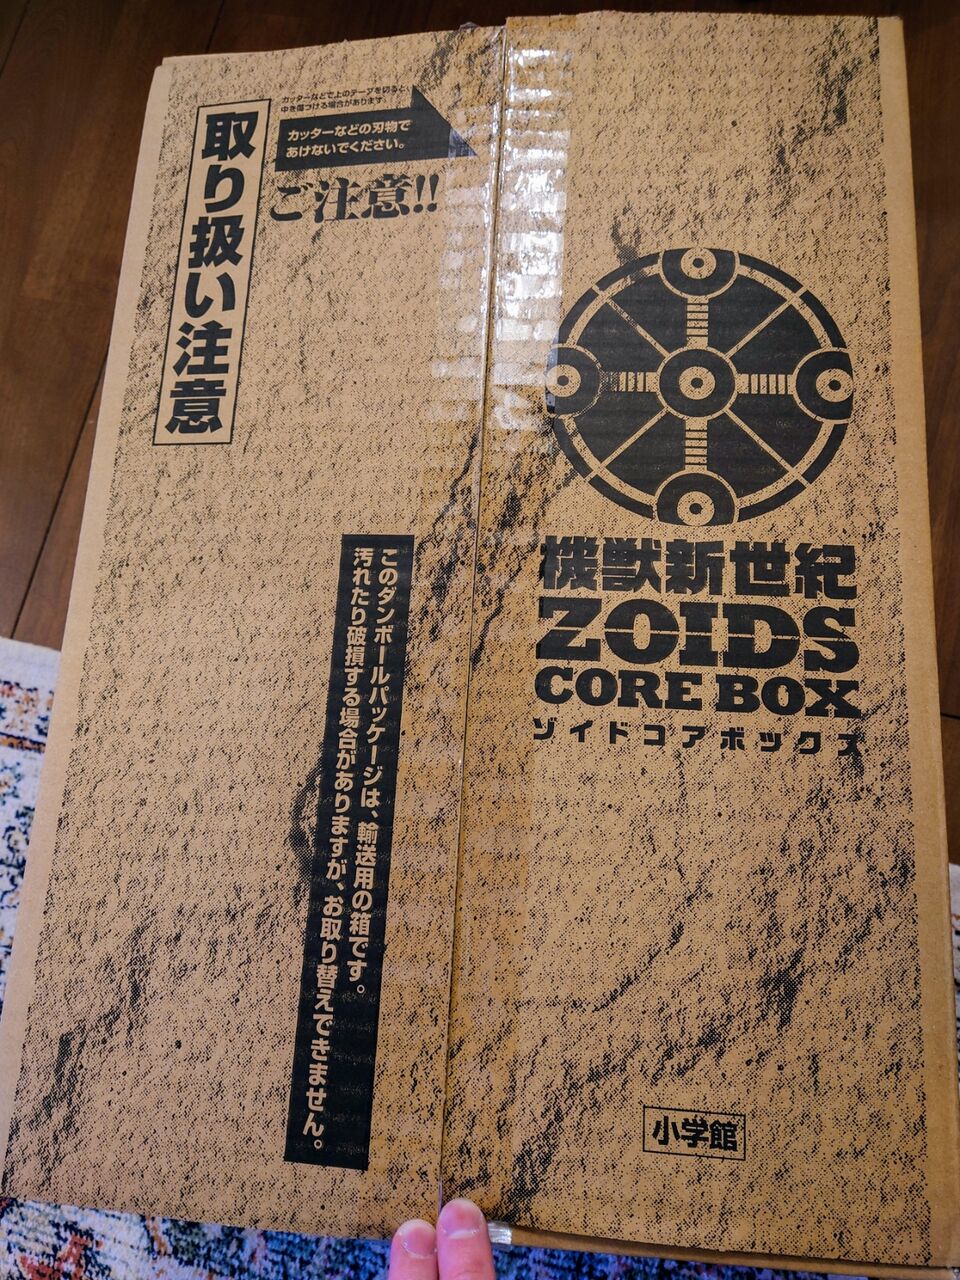 取り扱い注意
カッターなどで上のテープを切ると、
中を傷つける場合があります。
カッターなどの刃物で
あけないでください。
ご注意!!
機獣新世紀
ZOIDS
CORE BOX
ゾイドコアボックス
このダンボールパッケージは、輸送用の箱です。
汚れたり破損する場合がありますが、お取り替えできません。
小学館